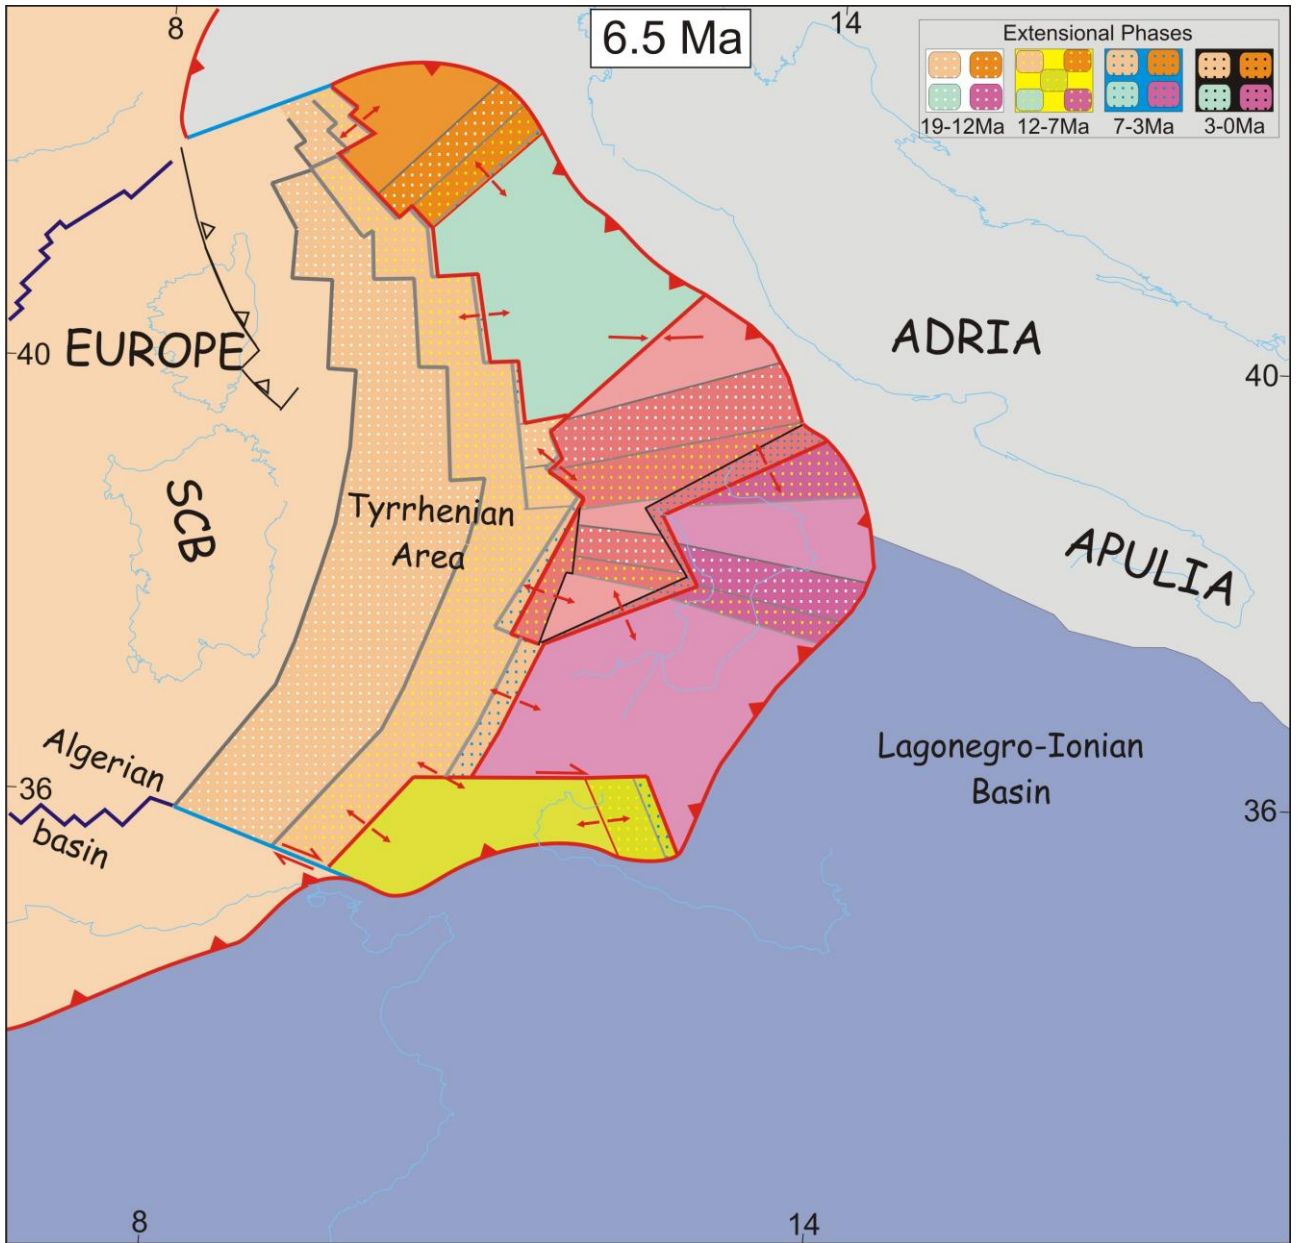 8
6.5 Ma
14
Extensional Phases
19-12Ma 12-7Ma 7-3Ma 3-0Ma
40 EUROPE
ADRIA
40
SCB
Tyrrhenian
Area
APULIA
Algerian
basin
36
Lagonegro-Ionian
Basin
36
8
14